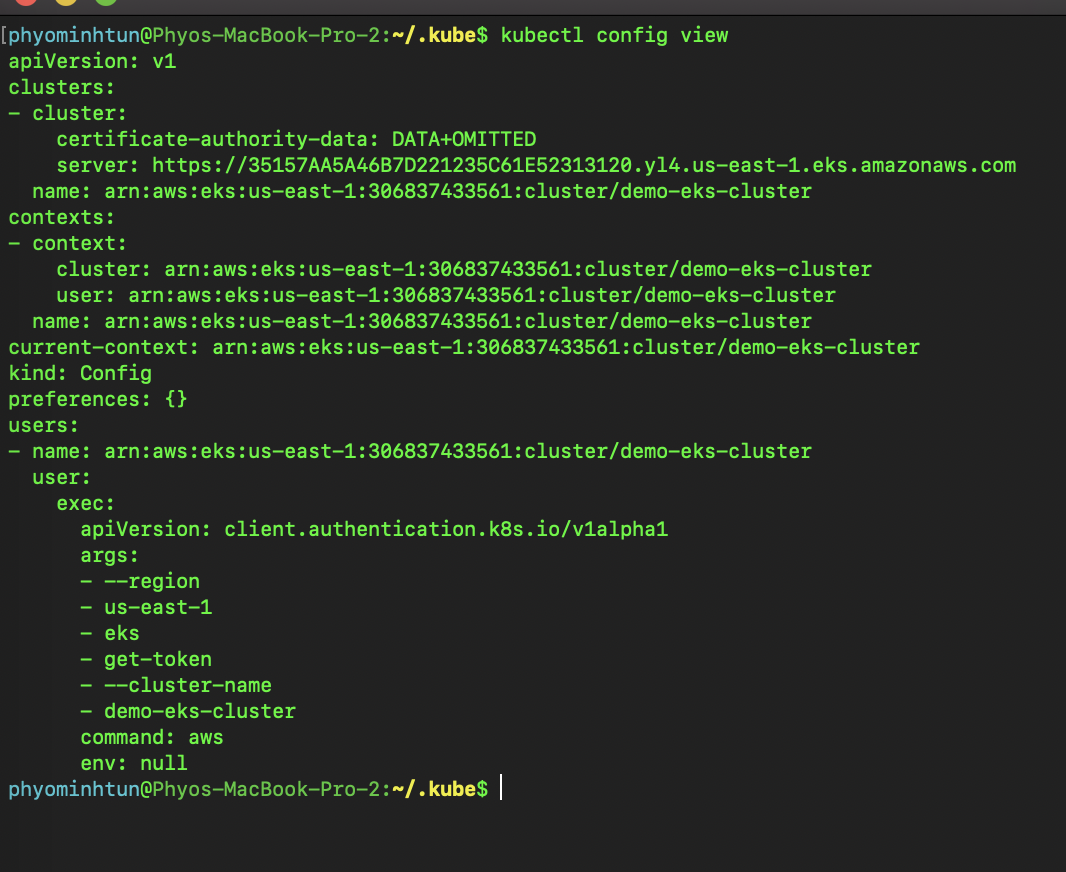 [phyominhtun@Phyos-MacBook-Pro-2:~/.kube$ kubectl config view
apiVersion: v1
clusters:
- cluster:
    certificate-authority-data: DATA+OMITTED
    server: https://35157AA5A46B7D221235C61E52313120.yl4.us-east-1.eks.amazonaws.com
  name: arn:aws:eks:us-east-1:306837433561:cluster/demo-eks-cluster
contexts:
- context:
    cluster: arn:aws:eks:us-east-1:306837433561:cluster/demo-eks-cluster
    user: arn:aws:eks:us-east-1:306837433561:cluster/demo-eks-cluster
  name: arn:aws:eks:us-east-1:306837433561:cluster/demo-eks-cluster
current-context: arn:aws:eks:us-east-1:306837433561:cluster/demo-eks-cluster
kind: Config
preferences: {}
users:
- name: arn:aws:eks:us-east-1:306837433561:cluster/demo-eks-cluster
  user:
    exec:
      apiVersion: client.authentication.k8s.io/v1alpha1
      args:
      - --region
      - us-east-1
      - eks
      - get-token
      - --cluster-name
      - demo-eks-cluster
      command: aws
      env: null
phyominhtun@Phyos-MacBook-Pro-2:~/.kube$